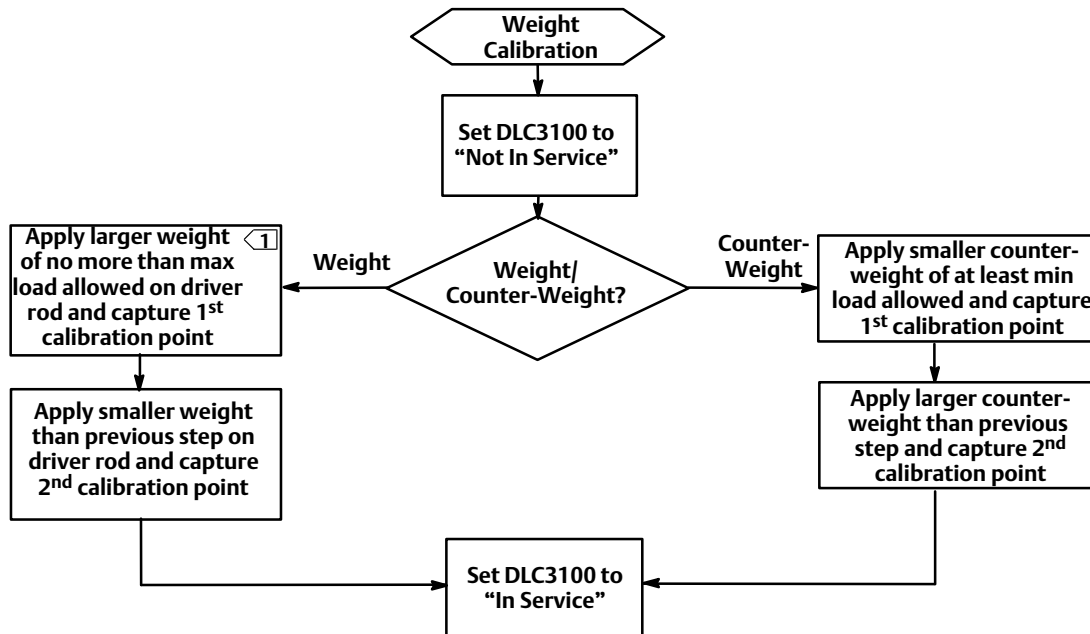 Weight
Calibration
Set DLC3100 to
“Not In Service”
Weight/
Counter-Weight?
Weight
Counter-
Weight
Apply larger weight 1
of no more than max
load allowed on driver
rod and capture 1st
calibration point
Apply smaller weight
than previous step on
driver rod and capture
2nd calibration point
Apply smaller counter-
weight of at least min
load allowed and capture
1st calibration point
Apply larger counter-
weight than previous
step and capture 2nd
calibration point
Set DLC3100 to
“In Service”